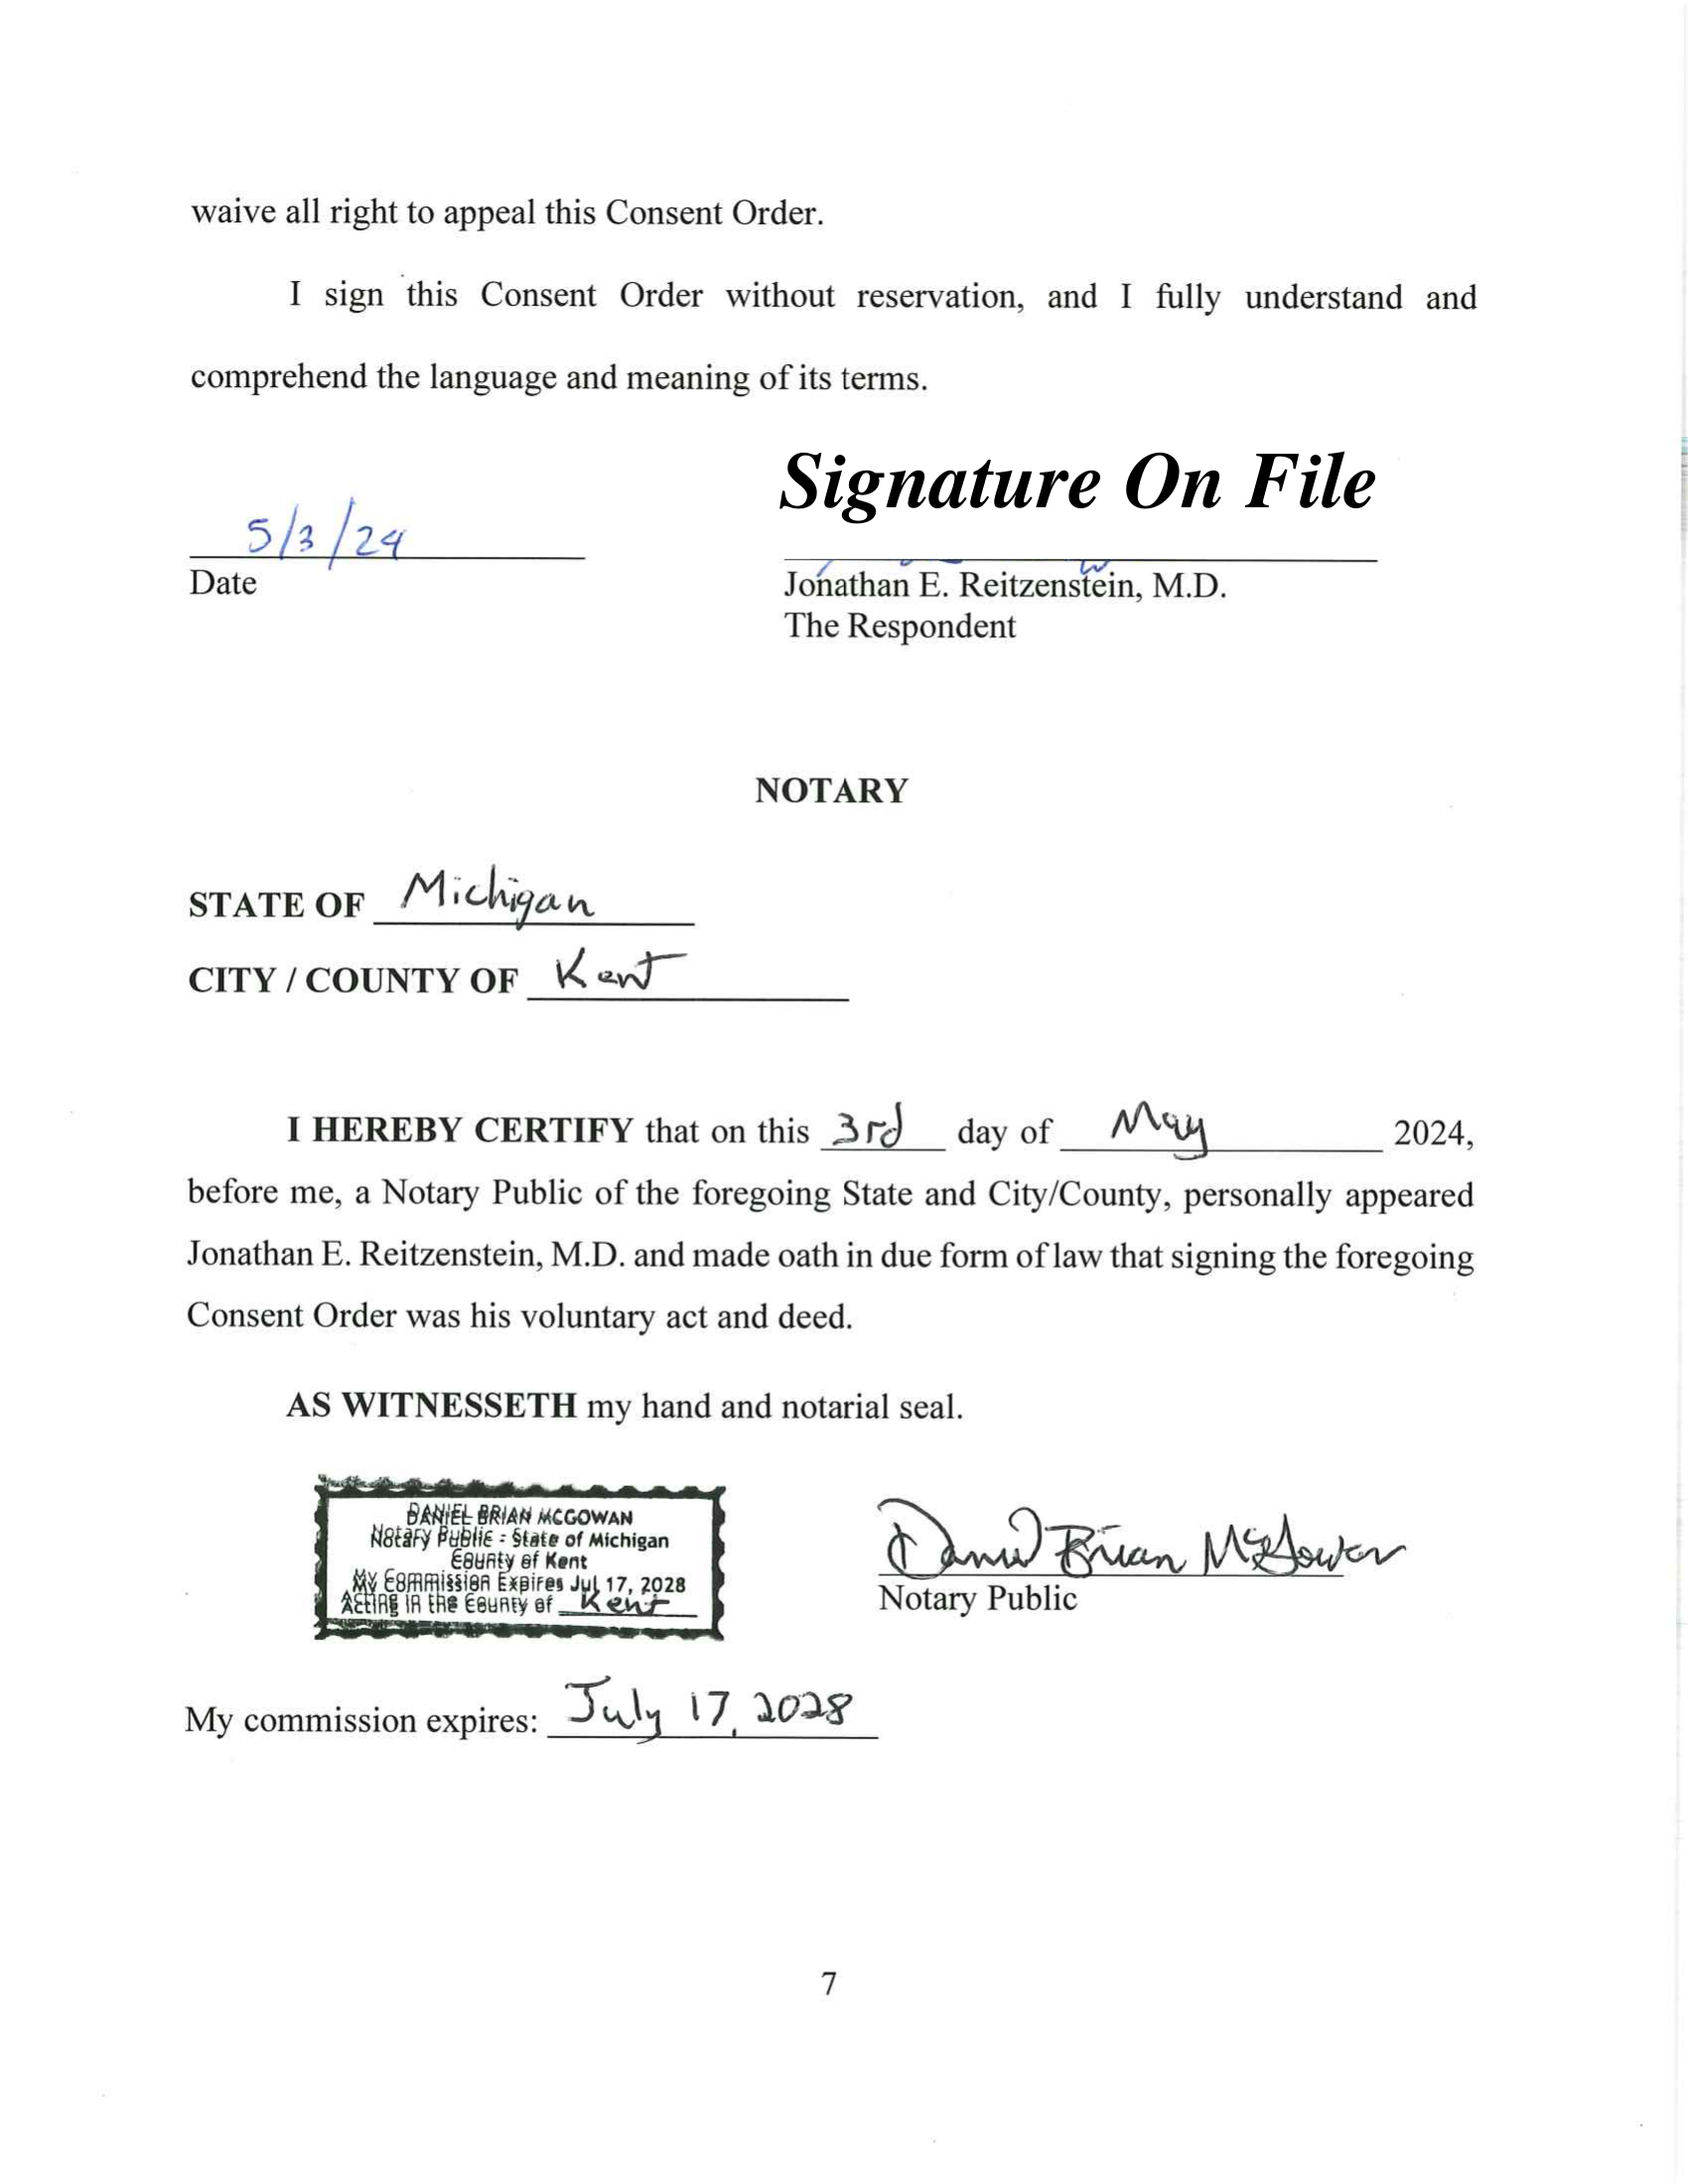 waive all right to appeal this Consent Order.
I sign this Consent Order without reservation, and I fully understand and
comprehend the language and meaning of its terms.
Signature On File
5/3/24
Date
Jonathan E. Reitzenstein, M.D.
The Respondent
NOTARY
STATE OF Michigan
CITY / COUNTY OF Kent
I HEREBY CERTIFY that on this 3rd day of May 2024,
before me, a Notary Public of the foregoing State and City/County, personally appeared
Jonathan E. Reitzenstein, M.D. and made oath in due form of law that signing the foregoing
Consent Order was his voluntary act and deed.
AS WITNESSETH my hand and notarial seal.
DANIEL BRIAN MCGOWAN
Notary Public - State of Michigan
County of Kent
My Commission Expires Jul 17, 2028
Acting in the County of Kent
Daniel Brian McGowan
Notary Public
My commission expires: July 17, 2028
7